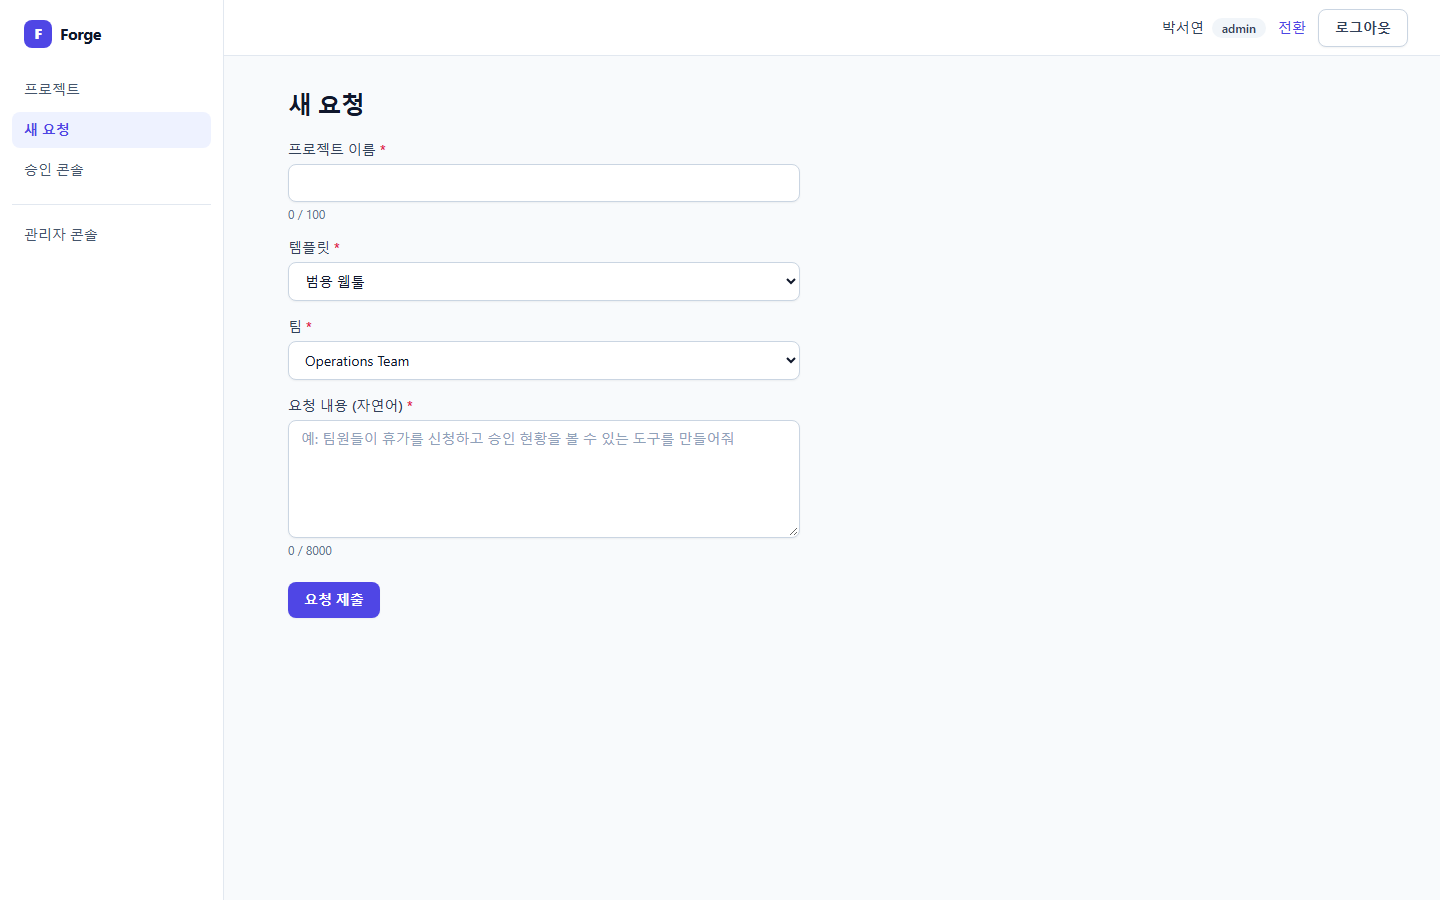 F Forge
박서연 admin 전환 로그아웃
프로젝트
새 요청
승인 콘솔
관리자 콘솔
새 요청
프로젝트 이름 *
0 / 100
템플릿 *
범용 웹툴
팀 *
Operations Team
요청 내용 (자연어) *
예: 팀원들이 휴가를 신청하고 승인 현황을 볼 수 있는 도구를 만들어줘
0 / 8000
요청 제출